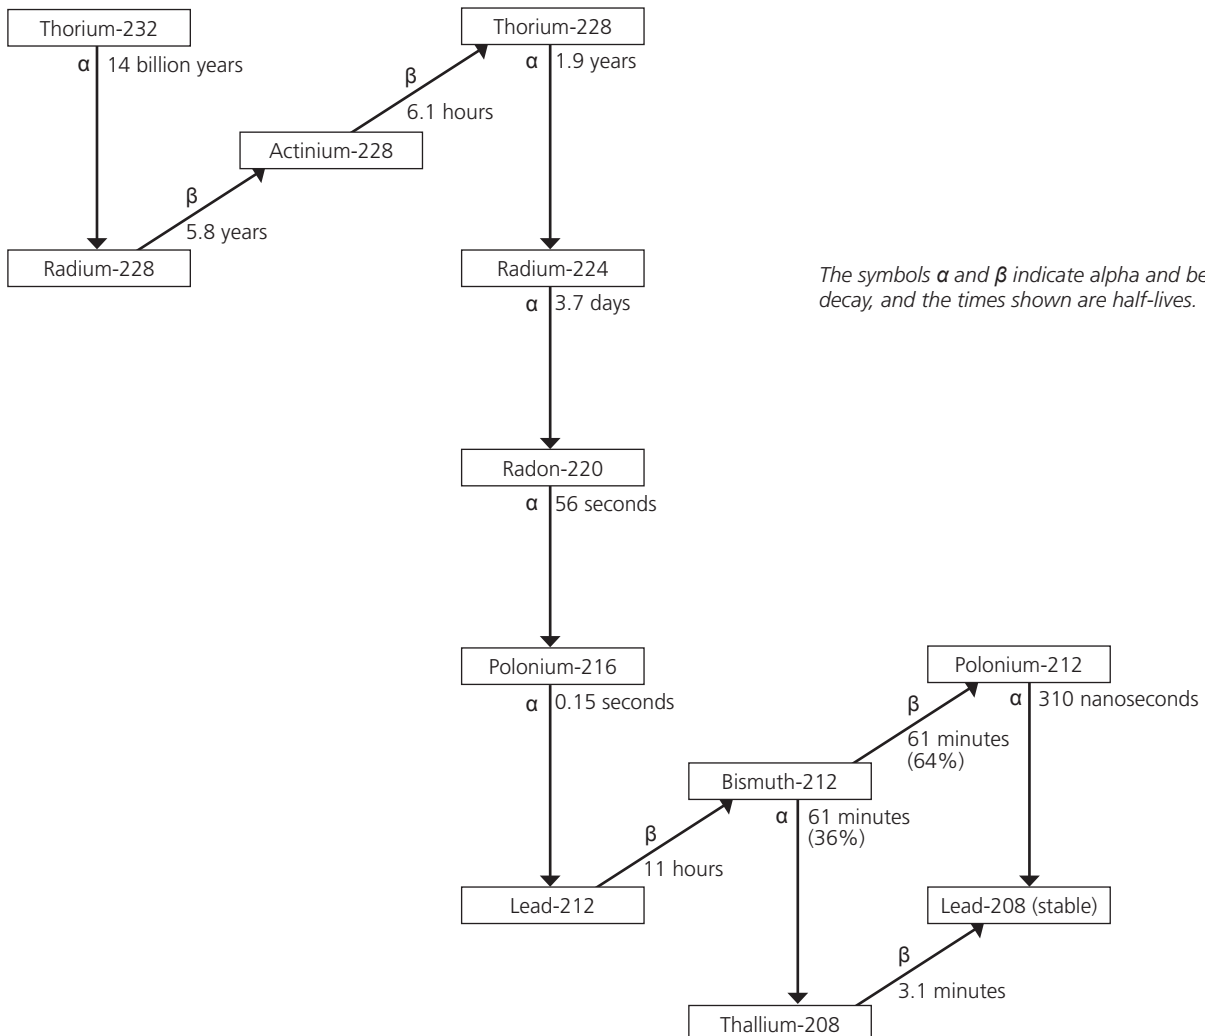 Thorium-232
Thorium-228
α 14 billion years
α 1.9 years
β
6.1 hours
Actinium-228
β
5.8 years
Radium-228
Radium-224
The symbols α and β indicate alpha and be
decay, and the times shown are half-lives.
α 3.7 days
Radon-220
α 56 seconds
Polonium-216
Polonium-212
α 0.15 seconds
α 310 nanoseconds
β
61 minutes
(64%)
Bismuth-212
α 61 minutes
(36%)
β
11 hours
Lead-212
Lead-208 (stable)
β
3.1 minutes
Thallium-208